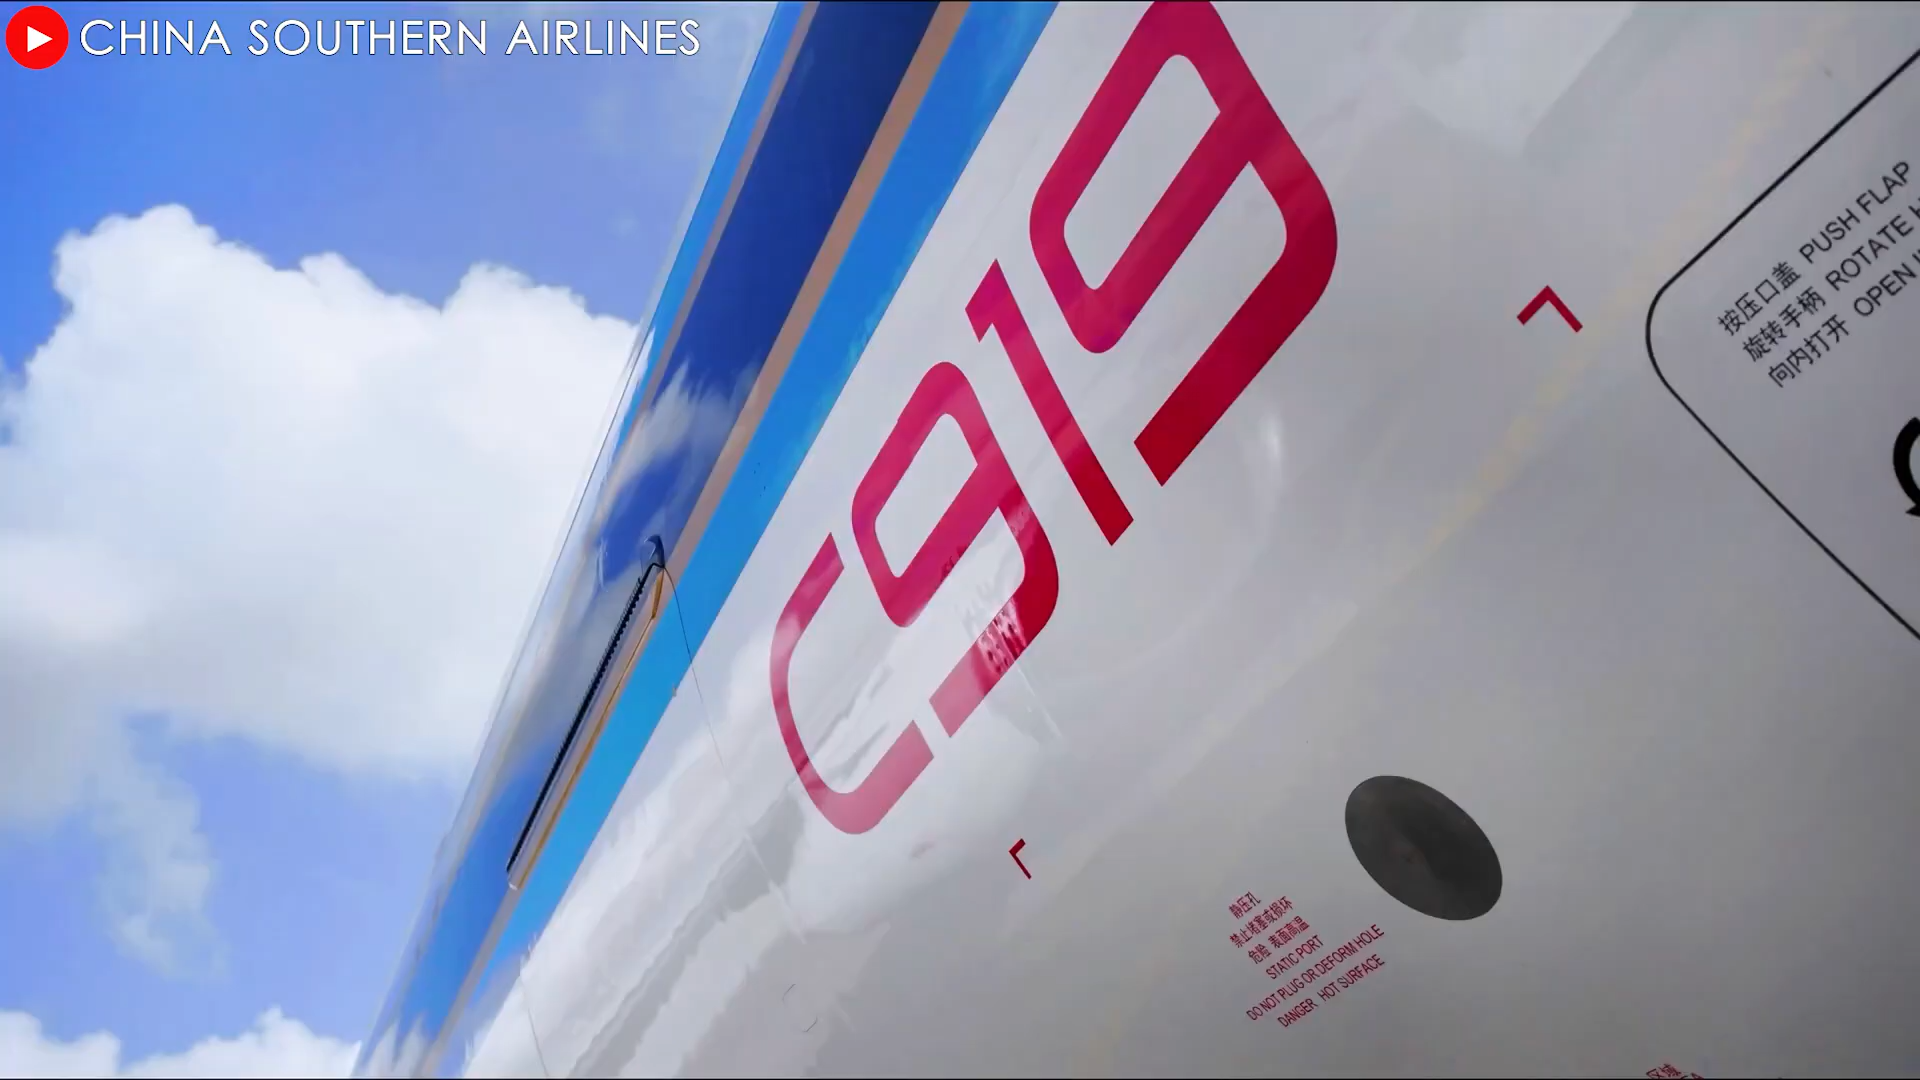 CHINA SOUTHERN AIRLINES
C919
按压口盖 PUSH FLAP
旋转手柄 ROTATE
向内打开 OPEN
静压孔
禁止堵塞或损坏
危险 表面高温
STATIC PORT
DO NOT PLUG OR DEFORM HOLE
DANGER HOT SURFACE
区域